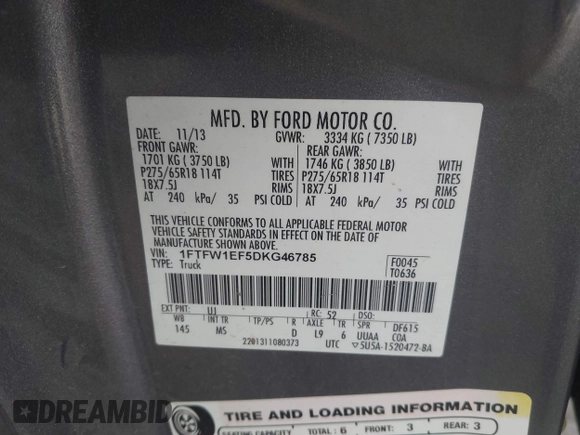 MFD. BY FORD MOTOR CO.
DATE: 11/13 GVWR: 3334 KG ( 7350 LB)
FRONT GAWR: REAR GAWR:
1701 KG ( 3750 LB) WITH 1746 KG ( 3850 LB) WITH
P275/65R18 114T TIRES P275/65R18 114T TIRES
18X7.5J RIMS 18X7.5J RIMS
AT 240 kPa/ 35 PSI COLD AT 240 kPa/ 35 PSI COLD
THIS VEHICLE CONFORMS TO ALL APPLICABLE FEDERAL MOTOR
VEHICLE SAFETY STANDARDS IN EFFECT ON THE DATE OF
MANUFACTURE SHOWN ABOVE.
VIN: 1FTFW1EF5DKG46785 F0045
TYPE: Truck T0636
EXT PNT: UJ RC: 52 DSO:
WB INT TR TP/PS R AXLE TR SPR DF615
145 MS D L9 6 UUAA COA
2201311080373 UTC ▽5U5A-1520472-BA
TIRE AND LOADING INFORMATION
SEATING CAPACITY TOTAL : 6 FRONT: 3 REAR: 3
DREAMBID